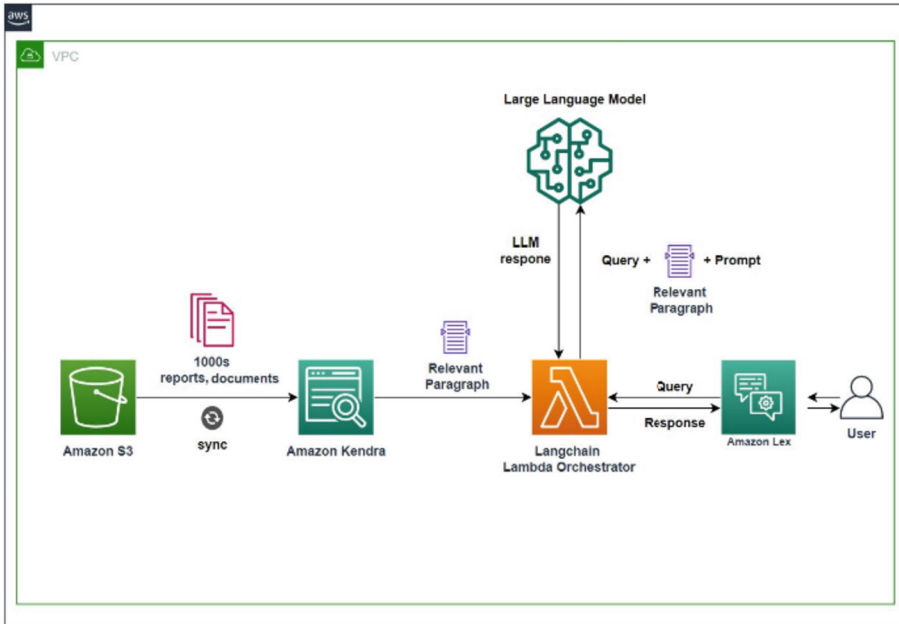 aws
VPC
Large Language Model
LLM
respone
Query + + Prompt
Relevant
Paragraph
1000s
reports, documents
sync
Relevant
Paragraph
Query
Response
Amazon S3
Amazon Kendra
Langchain
Lambda Orchestrator
Amazon Lex
User